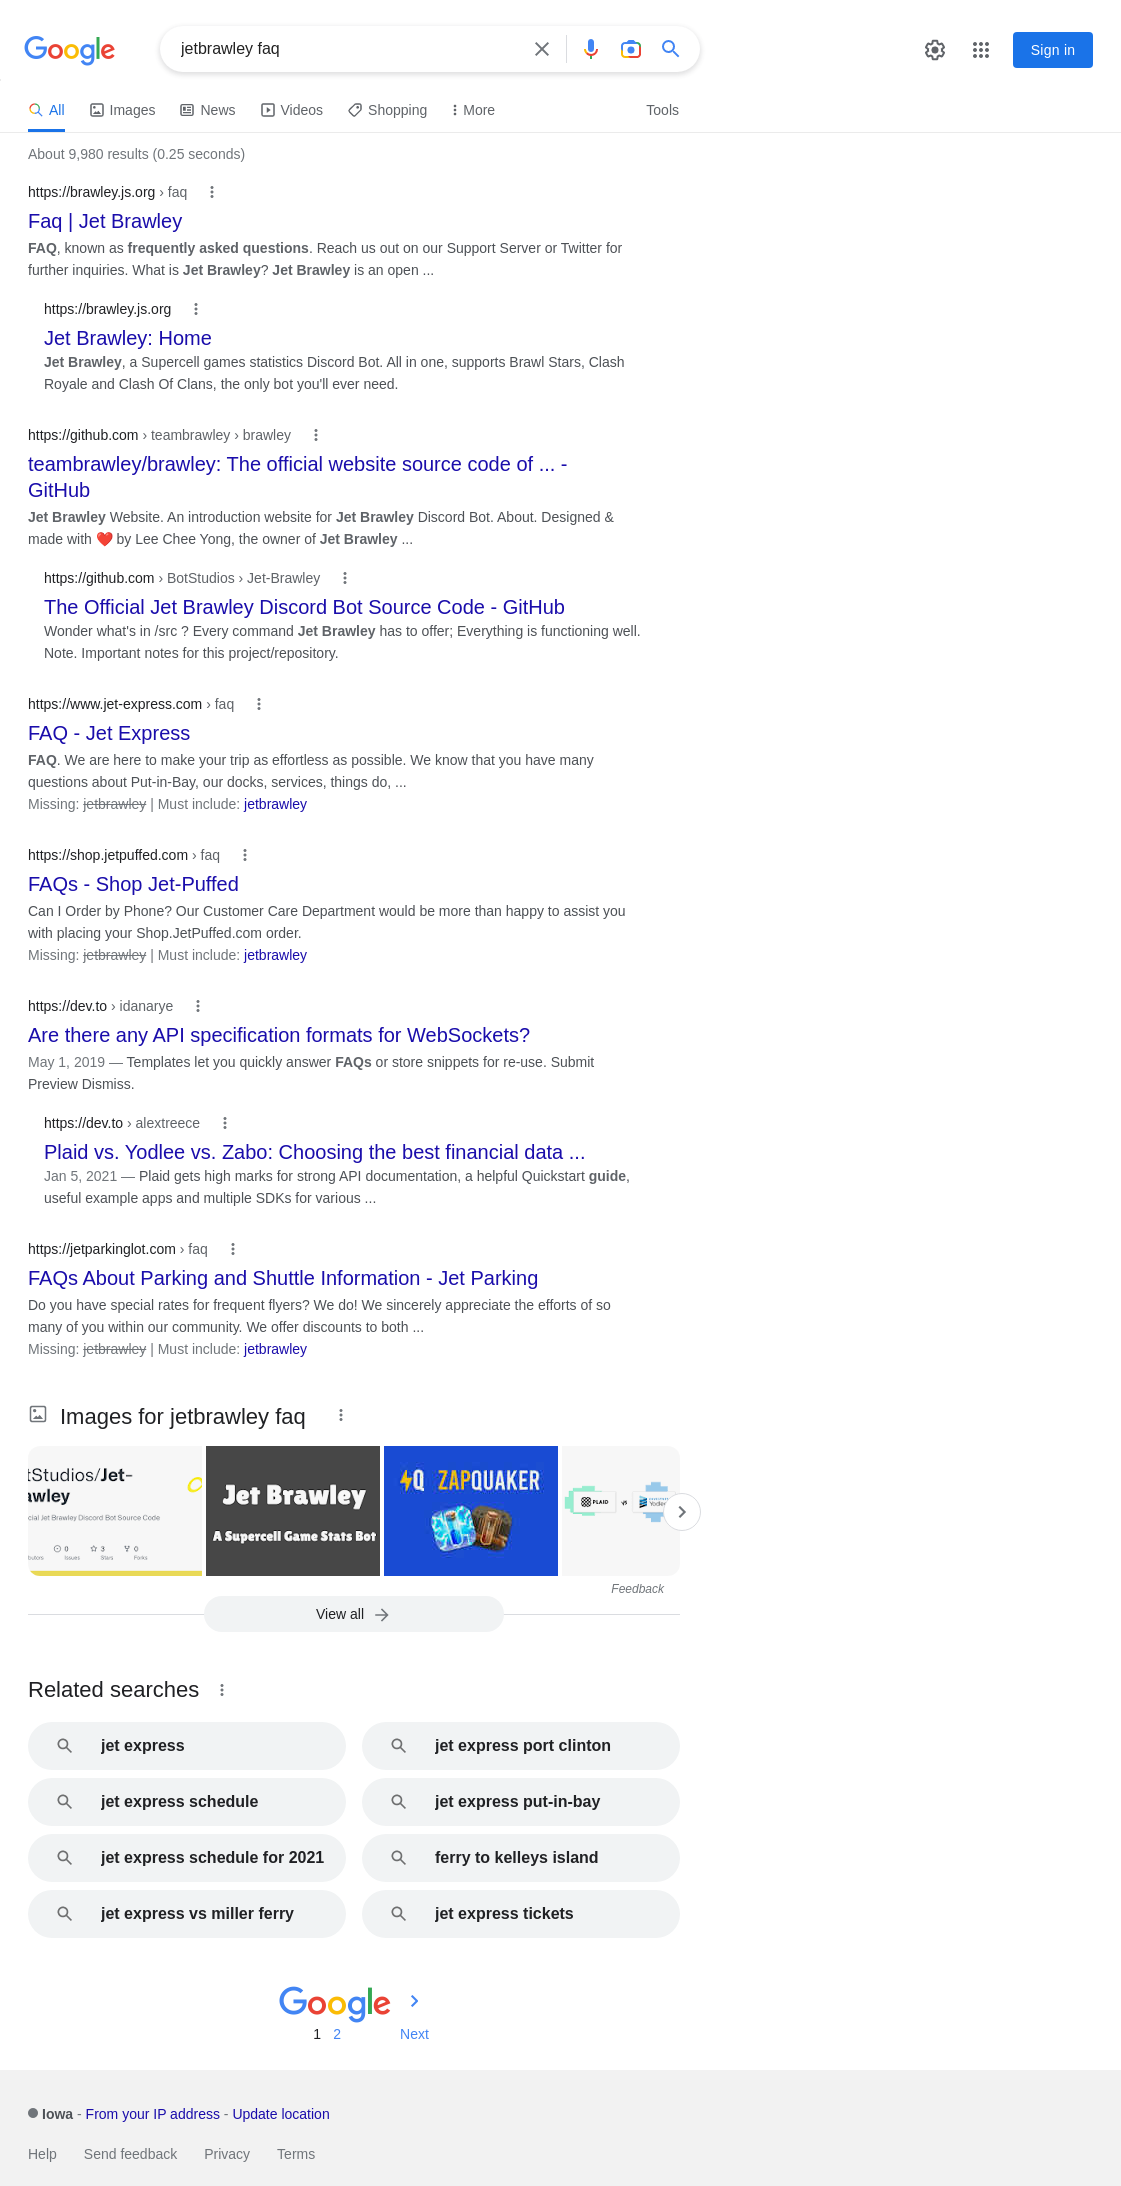 Google
jetbrawley faq
Sign in
All
Images
News
Videos
Shopping
More
Tools
About 9,980 results (0.25 seconds)
https://brawley.js.org › faq
Faq | Jet Brawley
FAQ, known as frequently asked questions. Reach us out on our Support Server or Twitter for
further inquiries. What is Jet Brawley? Jet Brawley is an open ...
https://brawley.js.org
Jet Brawley: Home
Jet Brawley, a Supercell games statistics Discord Bot. All in one, supports Brawl Stars, Clash
Royale and Clash Of Clans, the only bot you'll ever need.
https://github.com › teambrawley › brawley
teambrawley/brawley: The official website source code of ... -
GitHub
Jet Brawley Website. An introduction website for Jet Brawley Discord Bot. About. Designed &
made with ❤️ by Lee Chee Yong, the owner of Jet Brawley ...
https://github.com › BotStudios › Jet-Brawley
The Official Jet Brawley Discord Bot Source Code - GitHub
Wonder what's in /src ? Every command Jet Brawley has to offer; Everything is functioning well.
Note. Important notes for this project/repository.
https://www.jet-express.com › faq
FAQ - Jet Express
FAQ. We are here to make your trip as effortless as possible. We know that you have many
questions about Put-in-Bay, our docks, services, things do, ...
Missing: jetbrawley | Must include: jetbrawley
https://shop.jetpuffed.com › faq
FAQs - Shop Jet-Puffed
Can I Order by Phone? Our Customer Care Department would be more than happy to assist you
with placing your Shop.JetPuffed.com order.
Missing: jetbrawley | Must include: jetbrawley
https://dev.to › idanarye
Are there any API specification formats for WebSockets?
May 1, 2019 — Templates let you quickly answer FAQs or store snippets for re-use. Submit
Preview Dismiss.
https://dev.to › alextreece
Plaid vs. Yodlee vs. Zabo: Choosing the best financial data ...
Jan 5, 2021 — Plaid gets high marks for strong API documentation, a helpful Quickstart guide,
useful example apps and multiple SDKs for various ...
https://jetparkinglot.com › faq
FAQs About Parking and Shuttle Information - Jet Parking
Do you have special rates for frequent flyers? We do! We sincerely appreciate the efforts of so
many of you within our community. We offer discounts to both ...
Missing: jetbrawley | Must include: jetbrawley
Images for jetbrawley faq
tStudios/Jet-
awley
cial Jet Brawley Discord Bot Source Code
0 3 0
butors Issues Stars Forks
Jet Brawley
A Supercell Game Stats Bot
Q ZAPQUAKER
PLAID vs Yodlee
Feedback
View all
Related searches
jet express
jet express port clinton
jet express schedule
jet express put-in-bay
jet express schedule for 2021
ferry to kelleys island
jet express vs miller ferry
jet express tickets
Google
1 2 Next
Iowa - From your IP address - Update location
Help Send feedback Privacy Terms